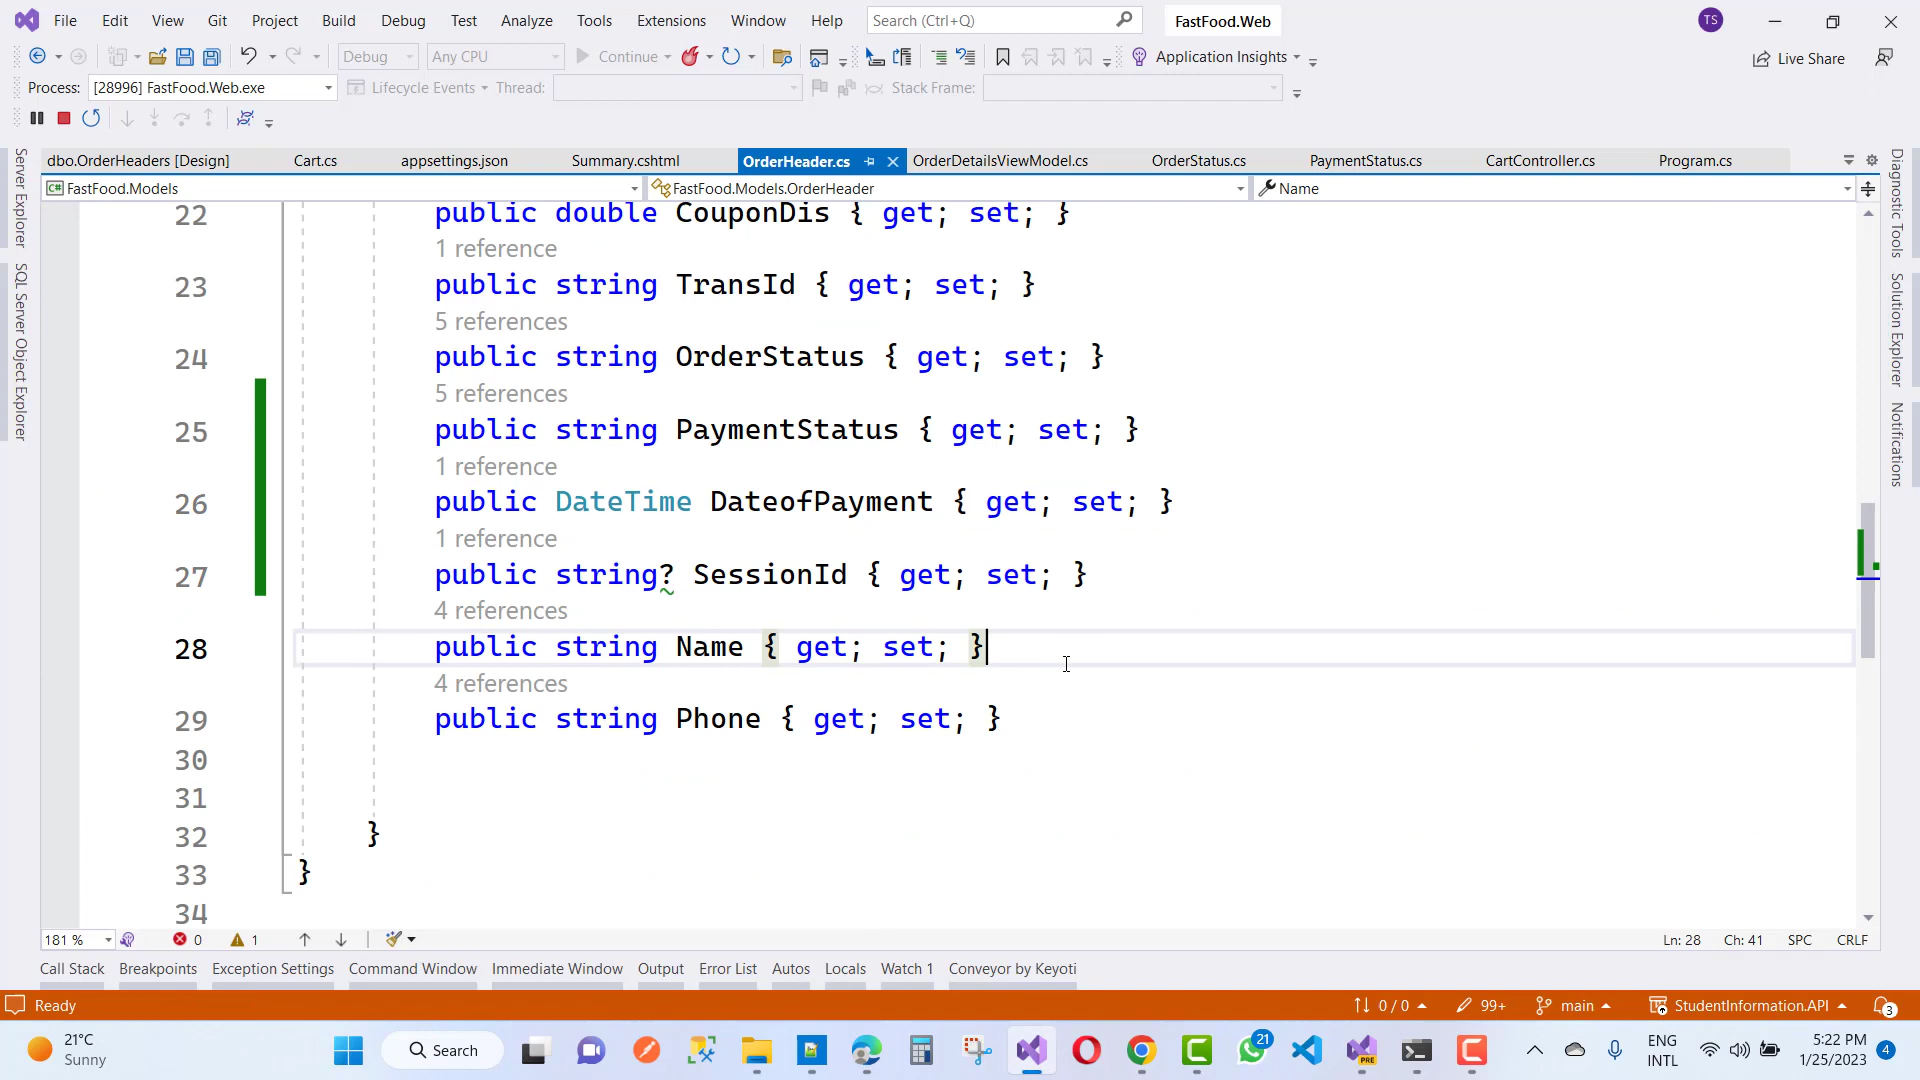 File Edit View Git Project Build Debug Test Analyze Tools Extensions Window Help Search (Ctrl+Q) FastFood.Web TS
Debug Any CPU Continue Application Insights Live Share
Process: [28996] FastFood.Web.exe Lifecycle Events Thread: Stack Frame:
dbo.OrderHeaders [Design] Cart.cs appsettings.json Summary.cshtml OrderHeader.cs OrderDetailsViewModel.cs OrderStatus.cs PaymentStatus.cs CartController.cs Program.cs
C# FastFood.Models FastFood.Models.OrderHeader Name
22 public double CouponDis { get; set; }
1 reference
23 public string TransId { get; set; }
5 references
24 public string OrderStatus { get; set; }
5 references
25 public string PaymentStatus { get; set; }
1 reference
26 public DateTime DateofPayment { get; set; }
1 reference
27 public string? SessionId { get; set; }
4 references
28 public string Name { get; set; }
4 references
29 public string Phone { get; set; }
30
31
32 }
33 }
34
Server Explorer
SQL Server Object Explorer
Diagnostic Tools
Solution Explorer
Notifications
181 % 0 1 Ln: 28 Ch: 41 SPC CRLF
Call Stack Breakpoints Exception Settings Command Window Immediate Window Output Error List Autos Locals Watch 1 Conveyor by Keyoti
Ready 0 / 0 99+ main StudentInformation.API 3
21°C
Sunny
Search
21
PRE
ENG
INTL
5:22 PM
1/25/2023
4